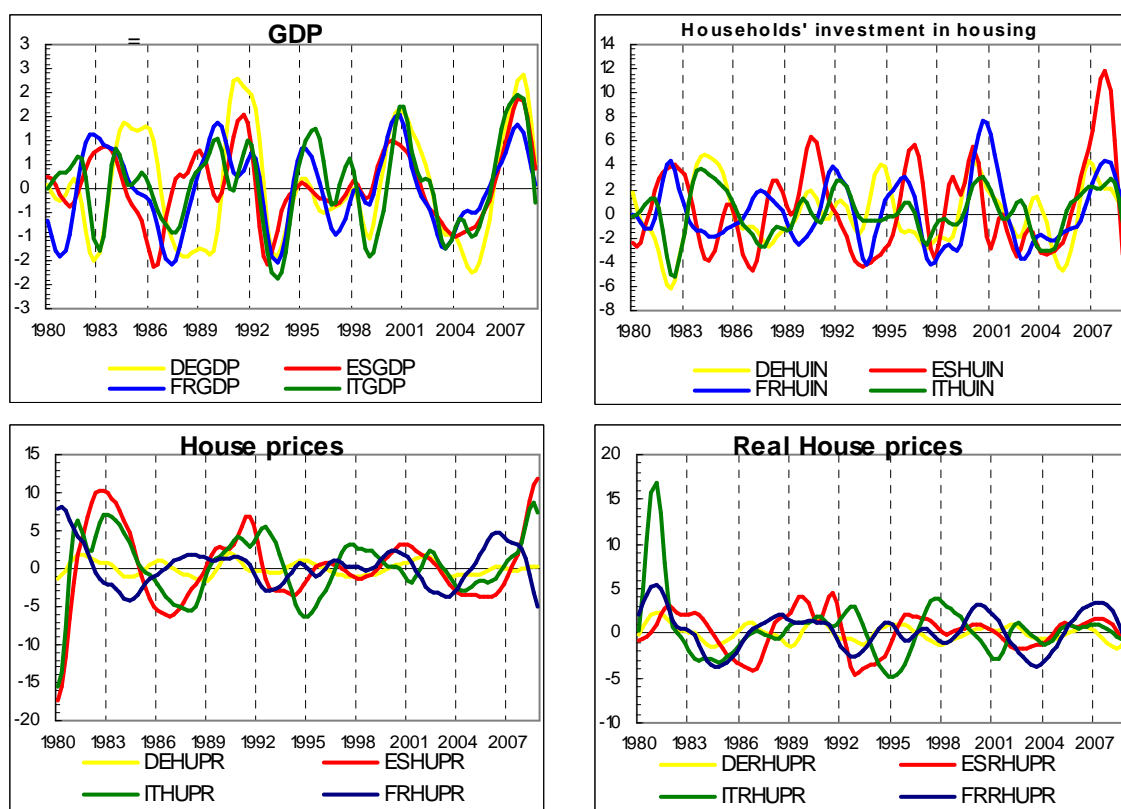 GDP
=
3
3
2
2
1
1
0
-1
-1
-2
-2
-3
1980 1983 1986 1989 1992 1995 1998 2001 2004 2007
DEGDP ESGDP
FRGDP ITGDP
Households' investment in housing
14
12
10
8
6
4
2
0
-2
-4
-6
-8
1980 1983 1986 1989 1992 1995 1998 2001 2004 2007
DEHUIN ESHUIN
FRHUIN ITHUIN
House prices
15
10
5
0
-5
-10
-15
-20
1980 1983 1986 1989 1992 1995 1998 2001 2004 2007
DEHUPR ESHUPR
ITHUPR FRHUPR
Real House prices
20
15
10
5
0
-5
-10
1980 1983 1986 1989 1992 1995 1998 2001 2004 2007
DERHUPR ESRHUPR
ITRHUPR FRRHUPR